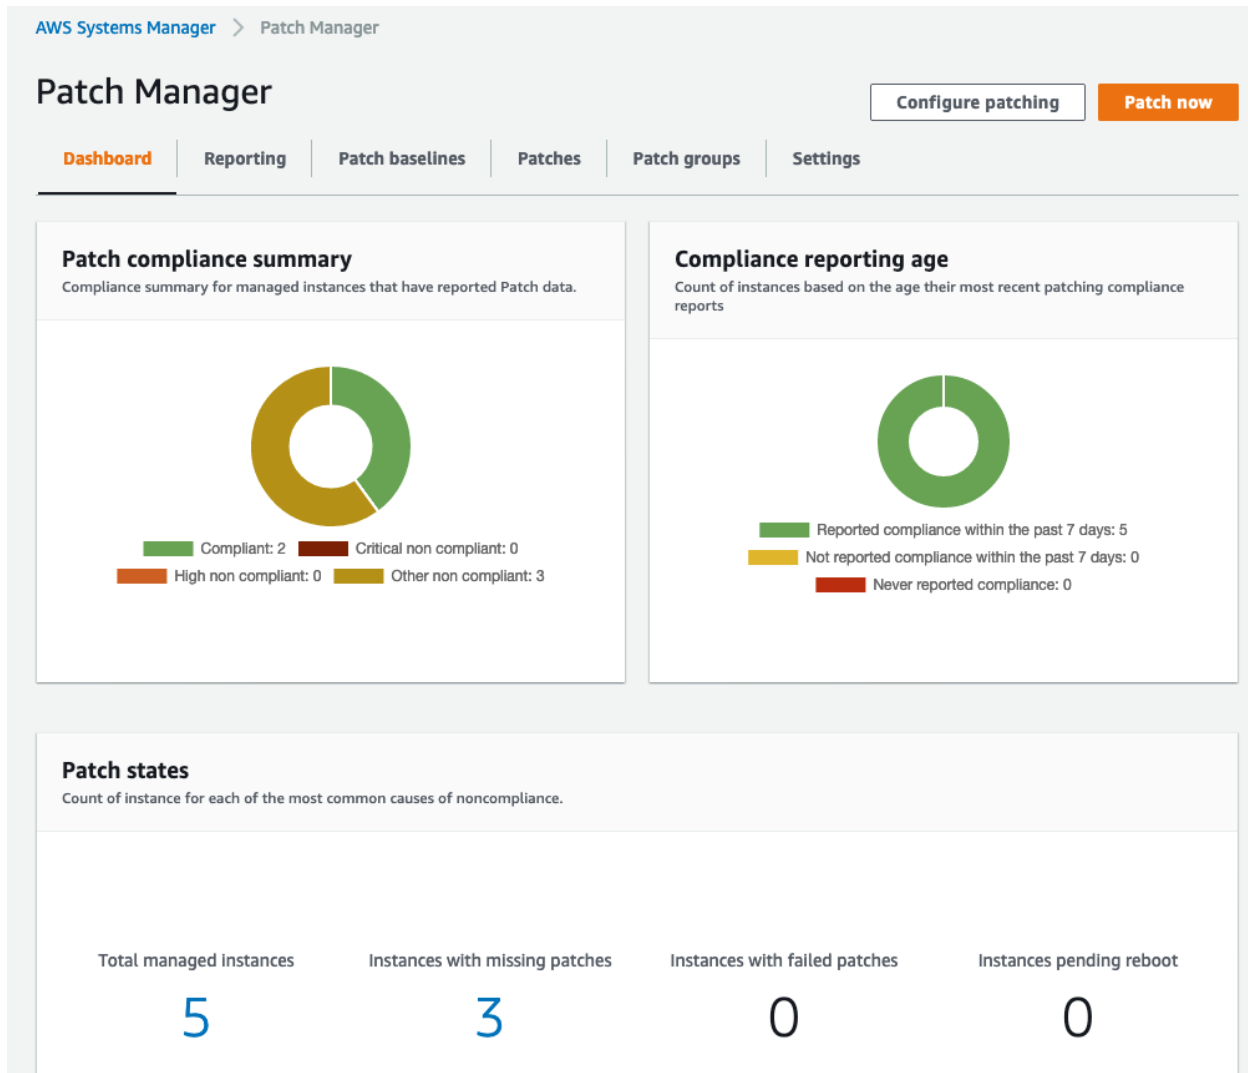 AWS Systems Manager > Patch Manager
Patch Manager
Configure patching
Patch now
Dashboard
Reporting
Patch baselines
Patches
Patch groups
Settings
Patch compliance summary
Compliance summary for managed instances that have reported Patch data.
Compliant: 2
Critical non compliant: 0
High non compliant: 0
Other non compliant: 3
Compliance reporting age
Count of instances based on the age their most recent patching compliance
reports
Reported compliance within the past 7 days: 5
Not reported compliance within the past 7 days: 0
Never reported compliance: 0
Patch states
Count of instance for each of the most common causes of noncompliance.
Total managed instances
5
Instances with missing patches
3
Instances with failed patches
0
Instances pending reboot
0